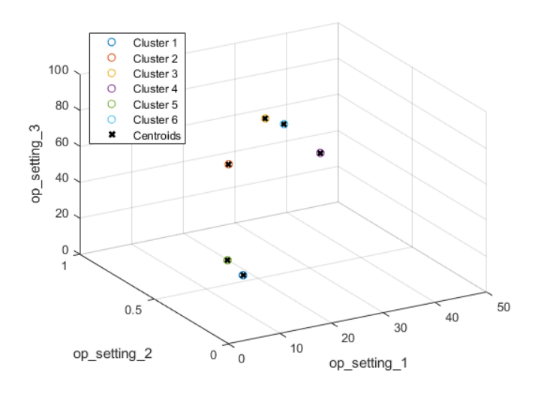 Cluster 1
Cluster 2
Cluster 3
Cluster 4
Cluster 5
Cluster 6
Centroids
100
80
60
40
20
0
op_setting_3
1
0.5
0
op_setting_2
0
10
20
30
40
50
op_setting_1